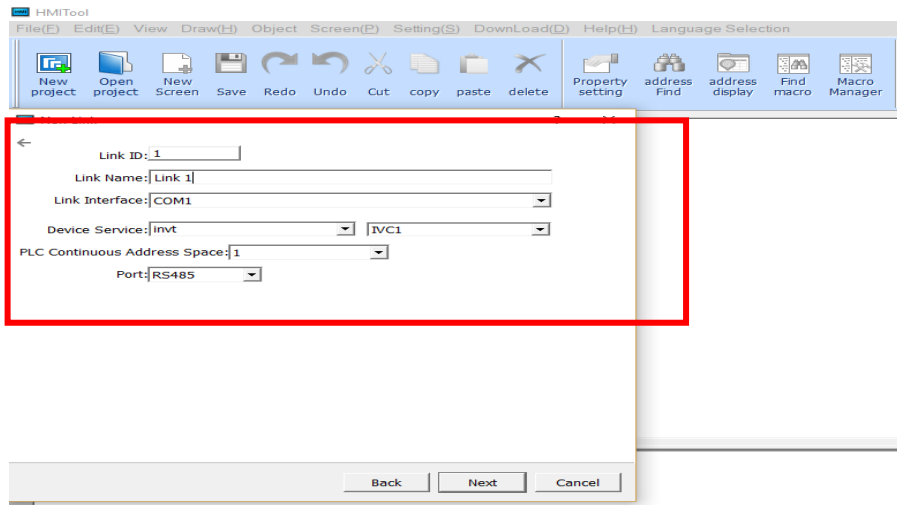 HMITool
File(F) Edit(E) View Draw(H) Object Screen(P) Setting(S) DownLoad(D) Help(H) Language Selection
New project Open project New Screen Save Redo Undo Cut copy paste delete Property setting address Find address display Find macro Macro Manager
Link ID: 1
Link Name: Link 1
Link Interface: COM1
Device Service: invt IVC1
PLC Continuous Address Space: 1
Port: RS485
Back Next Cancel